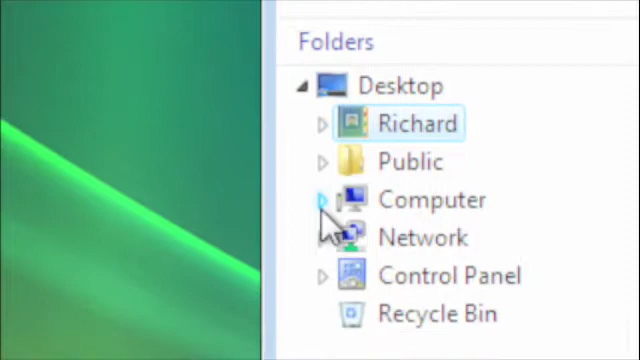 Folders
Desktop
Richard
Public
Computer
Network
Control Panel
Recycle Bin